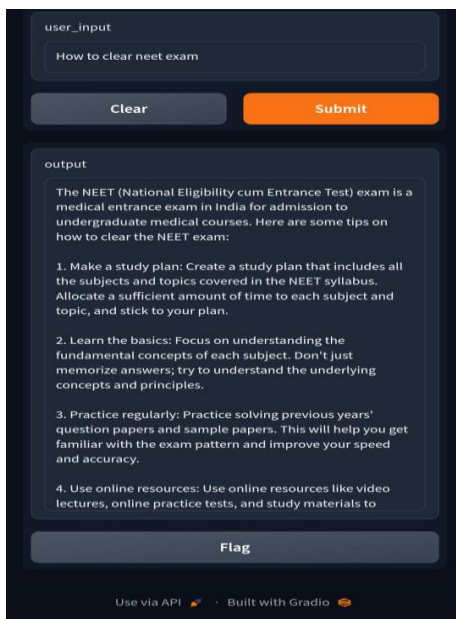 user_input
How to clear neet exam
Clear
Submit
output
The NEET (National Eligibility cum Entrance Test) exam is a
medical entrance exam in India for admission to
undergraduate medical courses. Here are some tips on
how to clear the NEET exam:
1. Make a study plan: Create a study plan that includes all
the subjects and topics covered in the NEET syllabus.
Allocate a sufficient amount of time to each subject and
topic, and stick to your plan.
2. Learn the basics: Focus on understanding the
fundamental concepts of each subject. Don't just
memorize answers; try to understand the underlying
concepts and principles.
3. Practice regularly: Practice solving previous years'
question papers and sample papers. This will help you get
familiar with the exam pattern and improve your speed
and accuracy.
4. Use online resources: Use online resources like video
lectures, online practice tests, and study materials to
Flag
Use via API · Built with Gradio